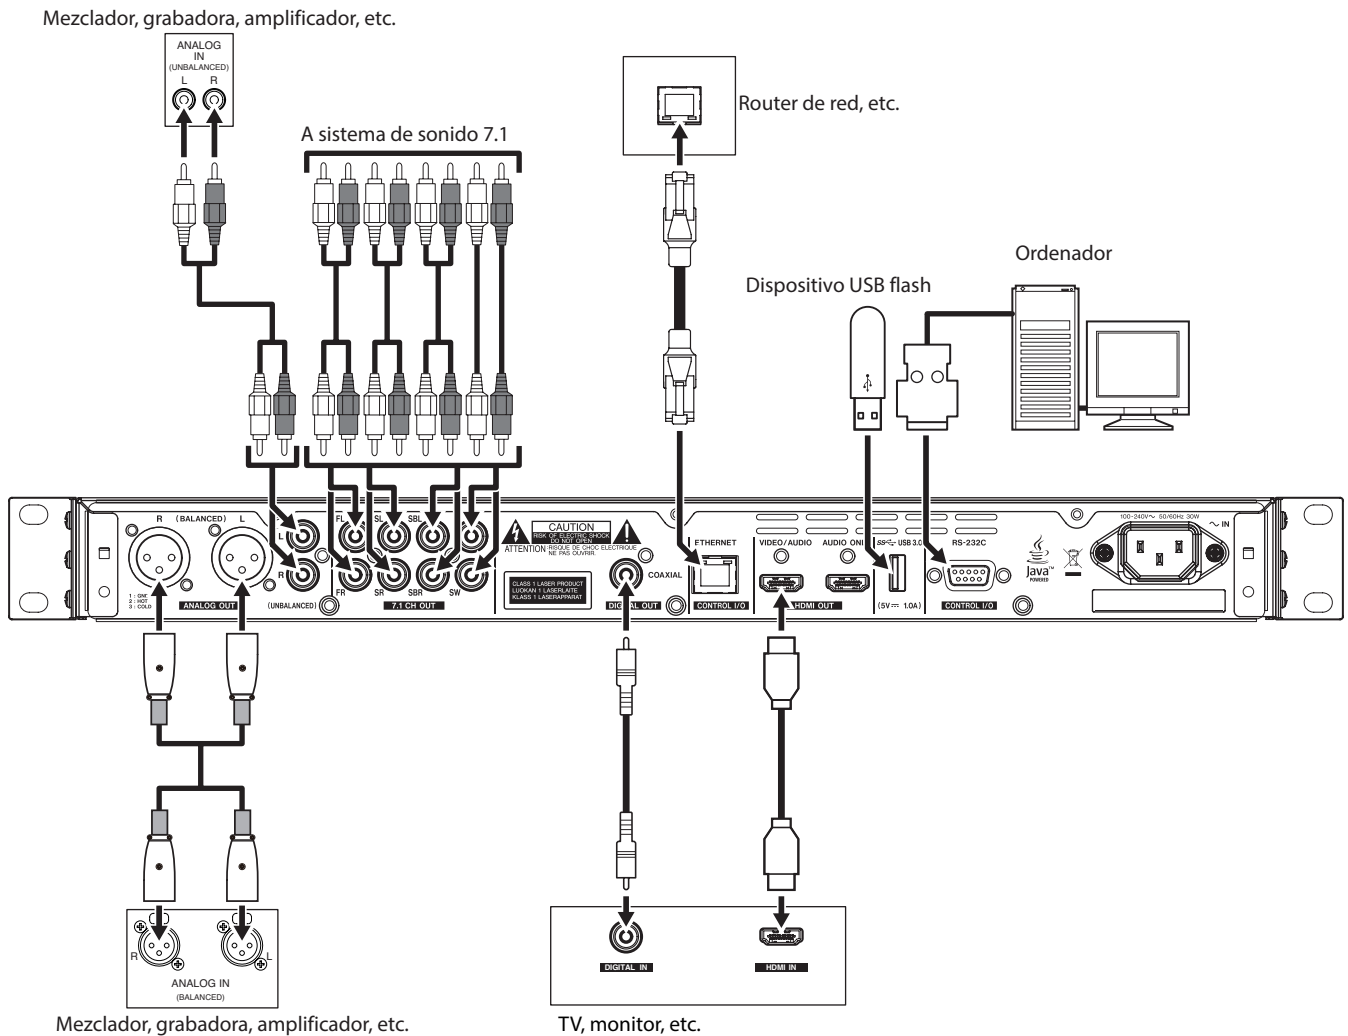 Mezclador, grabadora, amplificador, etc.
ANALOG
IN
(UNBALANCED)
L R
A sistema de sonido 7.1
Router de red, etc.
Ordenador
Dispositivo USB flash
R (BALANCED) L
1 : GND
2 : HOT
3 : COLD
ANALOG OUT
L
R
(UNBALANCED)
FL SL SBL
FR SR SBR SW
7.1 CH OUT
CAUTION
RISK OF ELECTRIC SHOCK
DO NOT OPEN
ATTENTION: RISQUE DE CHOC ELECTRIQUE
NE PAS OUVRIR.
CLASS 1 LASER PRODUCT
LUOKAN 1 LASERLAITE
KLASS 1 LASERAPPARAT
COAXIAL
DIGITAL OUT
ETHERNET
CONTROL I/O
VIDEO/AUDIO AUDIO ONLY
HDMI OUT
USB 3.0
(5V 1.0A)
RS-232C
CONTROL I/O
Java™
POWERED
100-240V～ 50/60Hz 30W
～ IN
R L
ANALOG IN
(BALANCED)
Mezclador, grabadora, amplificador, etc.
DIGITAL IN
HDMI IN
TV, monitor, etc.